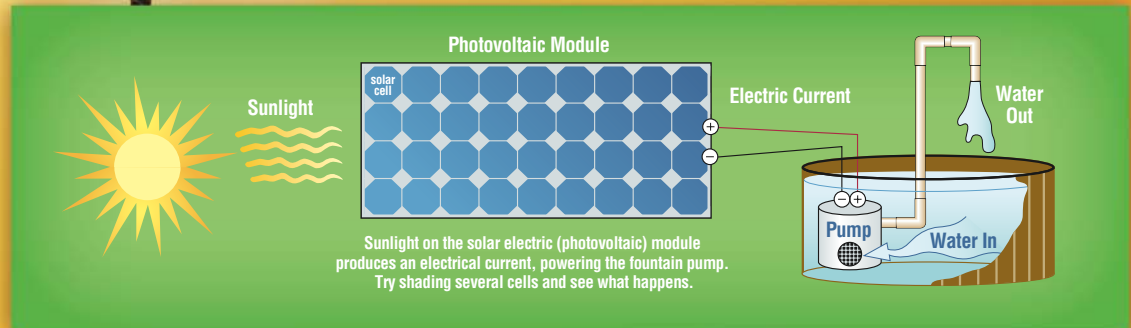 Photovoltaic Module
solar
cell
Sunlight
Electric Current
Water
Out
+
−
− +
Pump
Water In
Sunlight on the solar electric (photovoltaic) module
produces an electrical current, powering the fountain pump.
Try shading several cells and see what happens.